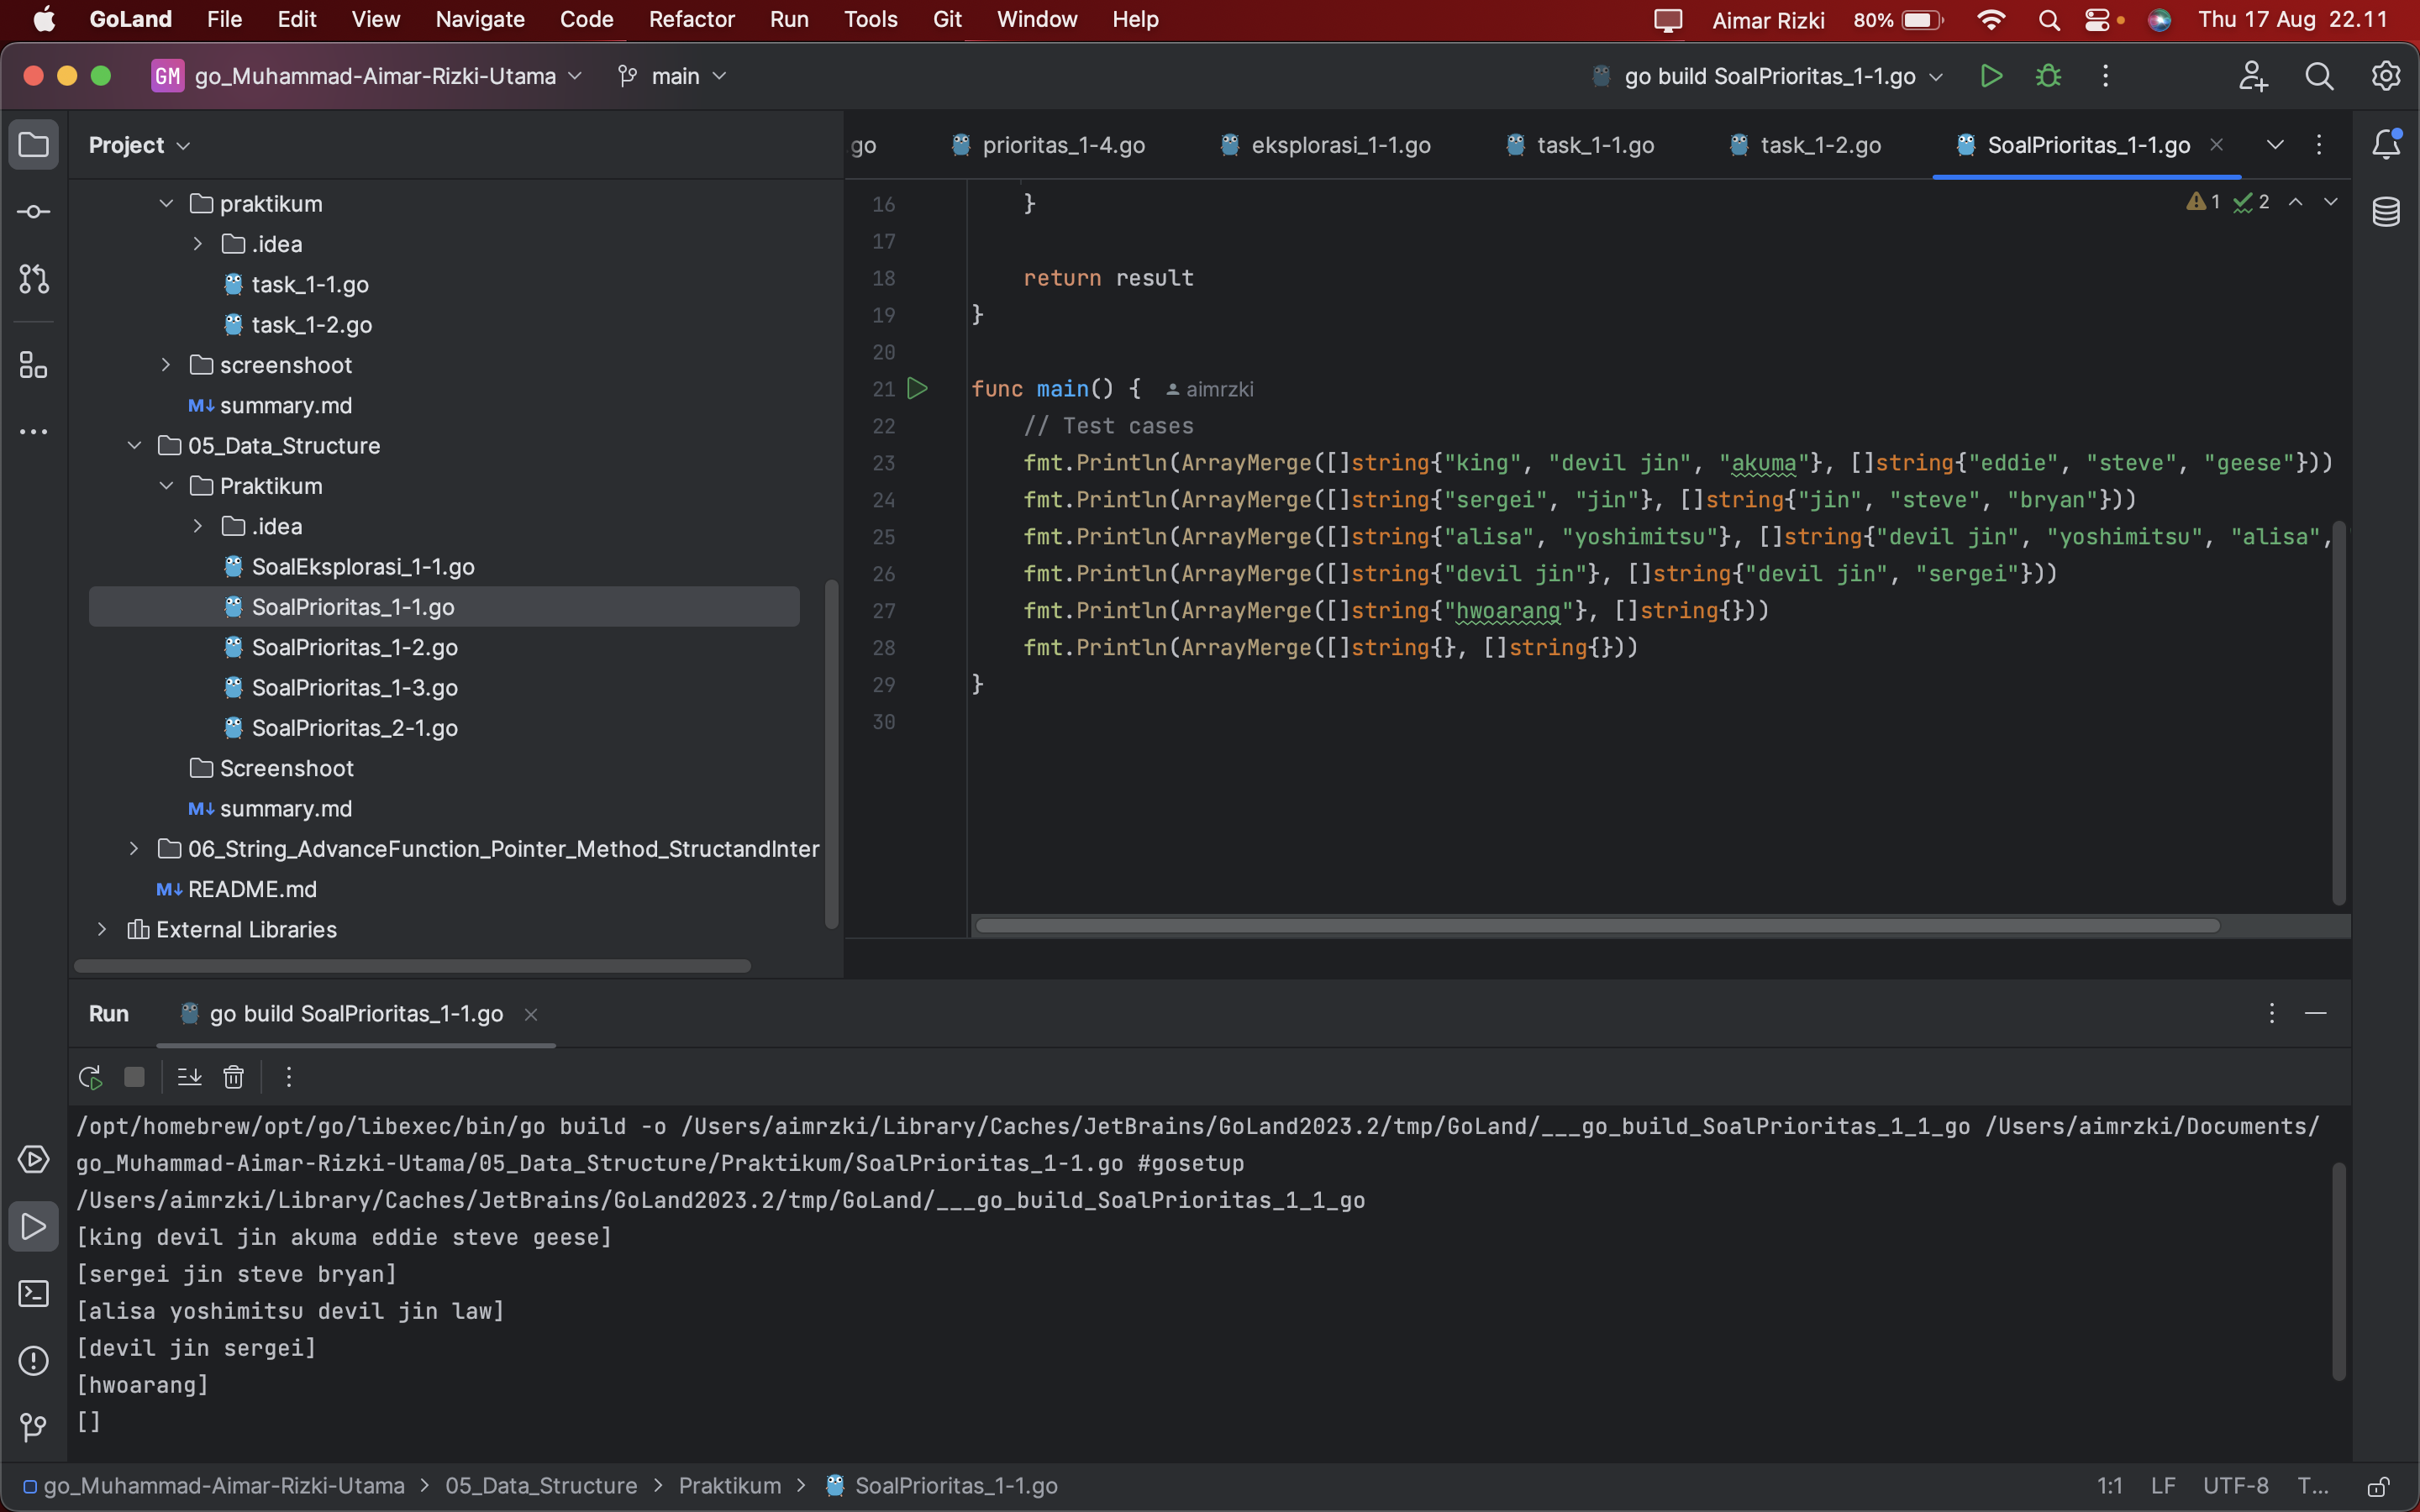 GoLand File Edit View Navigate Code Refactor Run Tools Git Window Help Aimar Rizki 80% Thu 17 Aug 22.11
GM go_Muhammad-Aimar-Rizki-Utama main go build SoalPrioritas_1-1.go
Project
praktikum
.idea
task_1-1.go
task_1-2.go
screenshoot
M↓ summary.md
05_Data_Structure
Praktikum
.idea
SoalEksplorasi_1-1.go
SoalPrioritas_1-1.go
SoalPrioritas_1-2.go
SoalPrioritas_1-3.go
SoalPrioritas_2-1.go
Screenshoot
M↓ summary.md
06_String_AdvanceFunction_Pointer_Method_StructandInter
M↓ README.md
External Libraries
go prioritas_1-4.go eksplorasi_1-1.go task_1-1.go task_1-2.go SoalPrioritas_1-1.go
1 2
16 }
17
18 return result
19 }
20
21 func main() { aimrzki
22 // Test cases
23 fmt.Println(ArrayMerge([]string{"king", "devil jin", "akuma"}, []string{"eddie", "steve", "geese"}))
24 fmt.Println(ArrayMerge([]string{"sergei", "jin"}, []string{"jin", "steve", "bryan"}))
25 fmt.Println(ArrayMerge([]string{"alisa", "yoshimitsu"}, []string{"devil jin", "yoshimitsu", "alisa",
26 fmt.Println(ArrayMerge([]string{"devil jin"}, []string{"devil jin", "sergei"}))
27 fmt.Println(ArrayMerge([]string{"hwoarang"}, []string{}))
28 fmt.Println(ArrayMerge([]string{}, []string{}))
29 }
30
Run go build SoalPrioritas_1-1.go
/opt/homebrew/opt/go/libexec/bin/go build -o /Users/aimrzki/Library/Caches/JetBrains/GoLand2023.2/tmp/GoLand/___go_build_SoalPrioritas_1_1_go /Users/aimrzki/Documents/
go_Muhammad-Aimar-Rizki-Utama/05_Data_Structure/Praktikum/SoalPrioritas_1-1.go #gosetup
/Users/aimrzki/Library/Caches/JetBrains/GoLand2023.2/tmp/GoLand/___go_build_SoalPrioritas_1_1_go
[king devil jin akuma eddie steve geese]
[sergei jin steve bryan]
[alisa yoshimitsu devil jin law]
[devil jin sergei]
[hwoarang]
[]
go_Muhammad-Aimar-Rizki-Utama > 05_Data_Structure > Praktikum > SoalPrioritas_1-1.go 1:1 LF UTF-8 T...